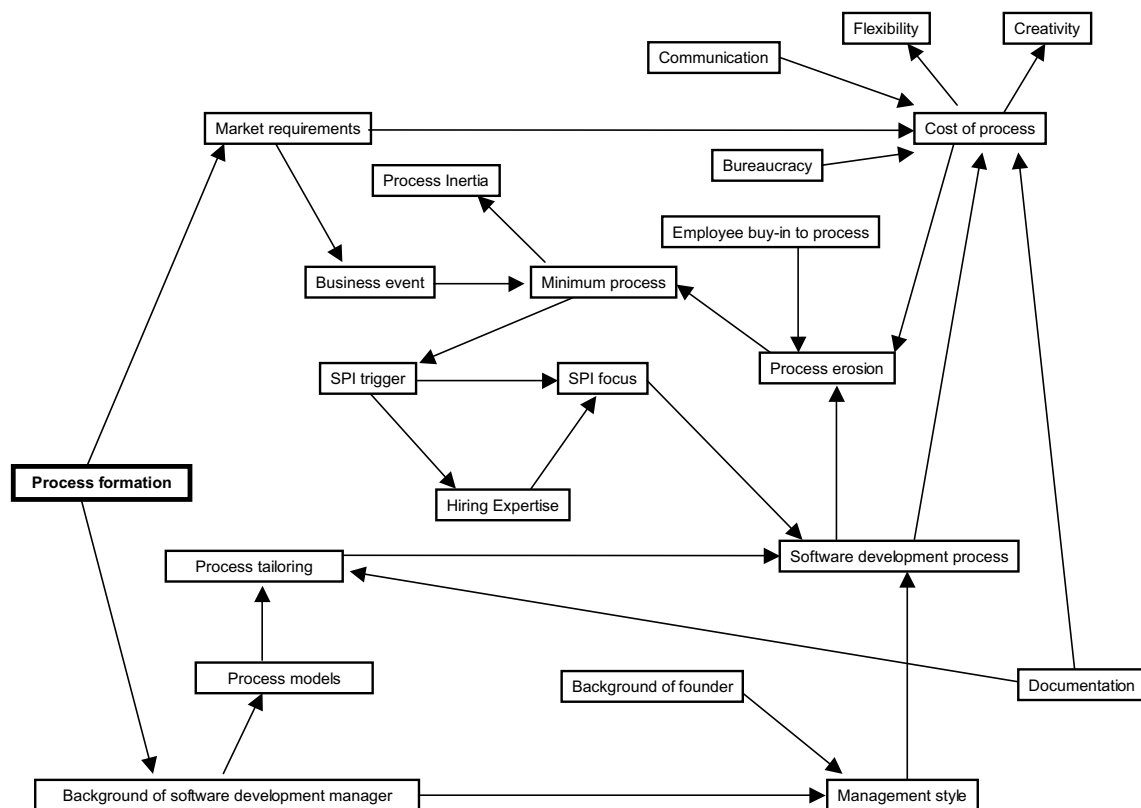 Flexibility
Creativity
Communication
Market requirements
Cost of process
Bureaucracy
Process Inertia
Employee buy-in to process
Business event
Minimum process
Process erosion
SPI trigger
SPI focus
Process formation
Hiring Expertise
Software development process
Process tailoring
Process models
Background of founder
Documentation
Background of software development manager
Management style